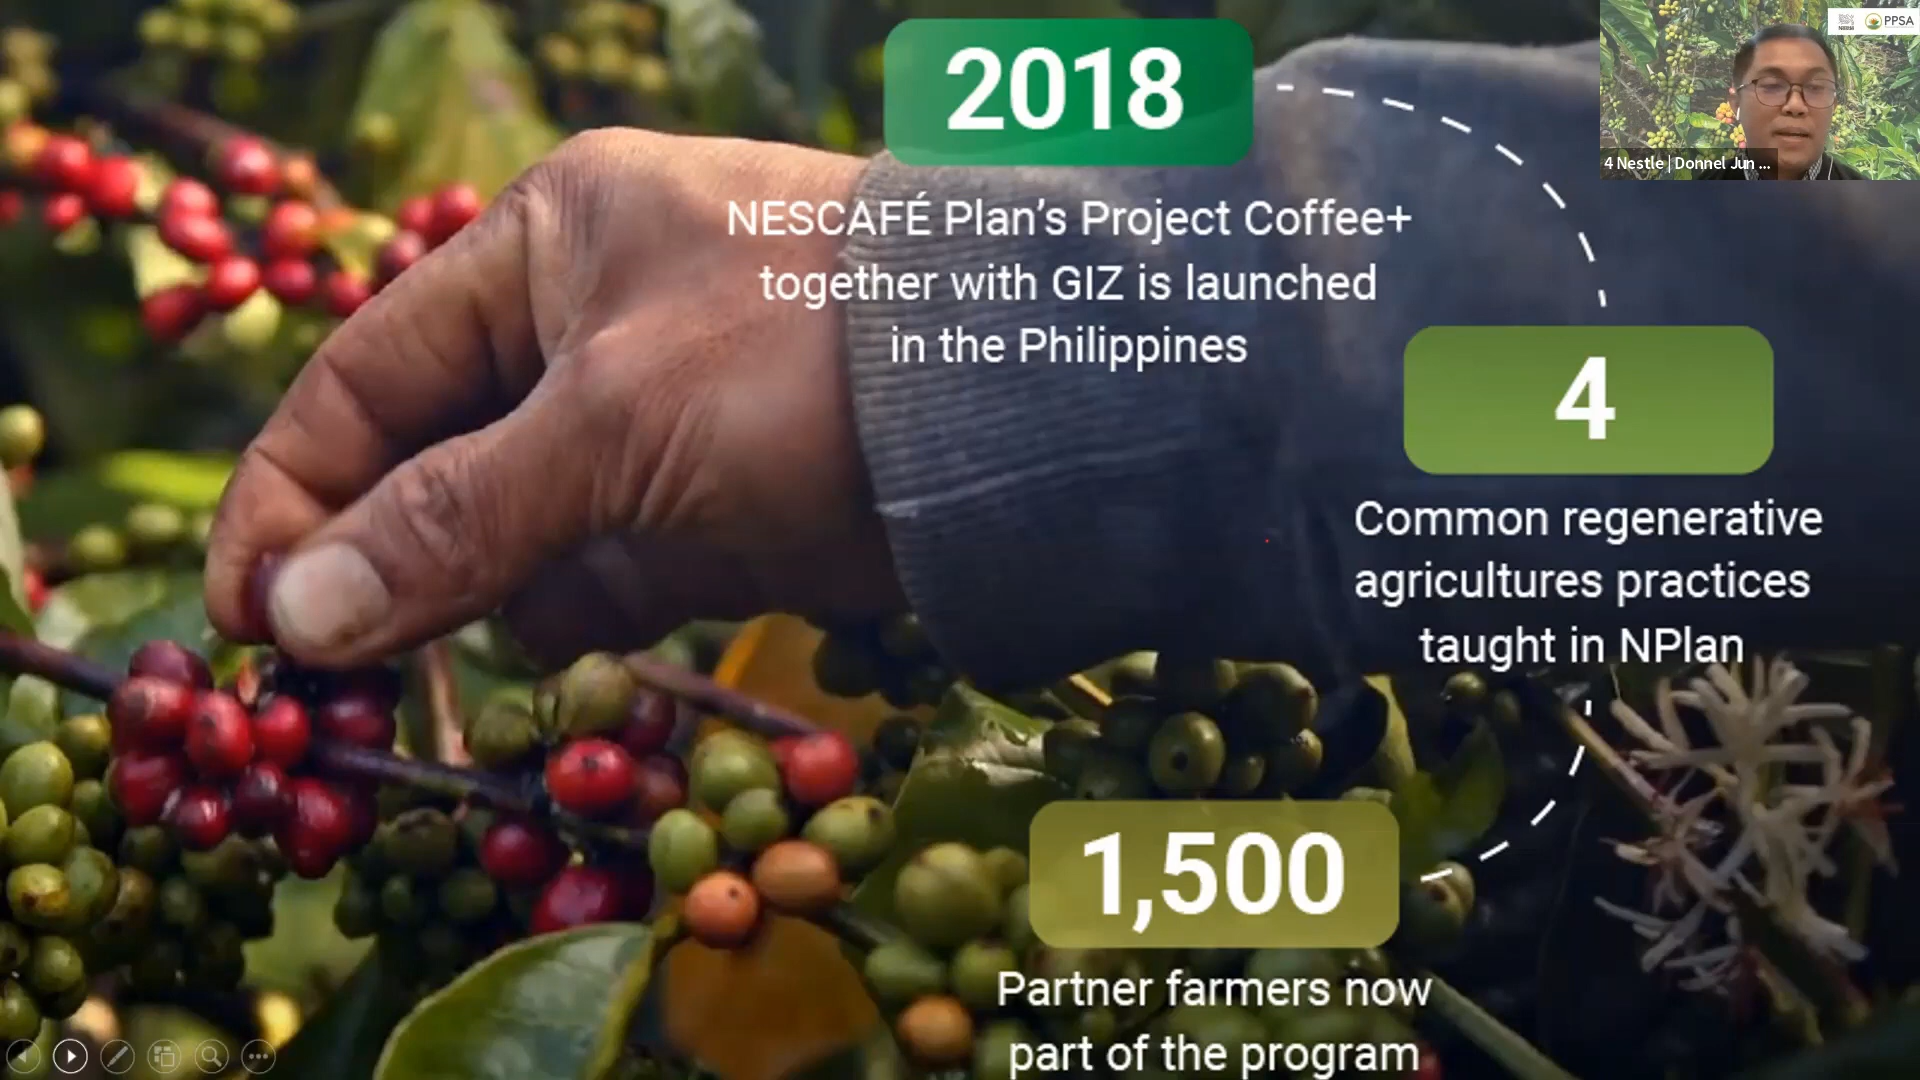 2018
NESCAFÉ Plan’s Project Coffee+
together with GIZ is launched
in the Philippines
4
Common regenerative
agricultures practices
taught in NPlan
1,500
Partner farmers now
part of the program
Nestlé
PPSA
4 Nestle | Donnel Jun ...